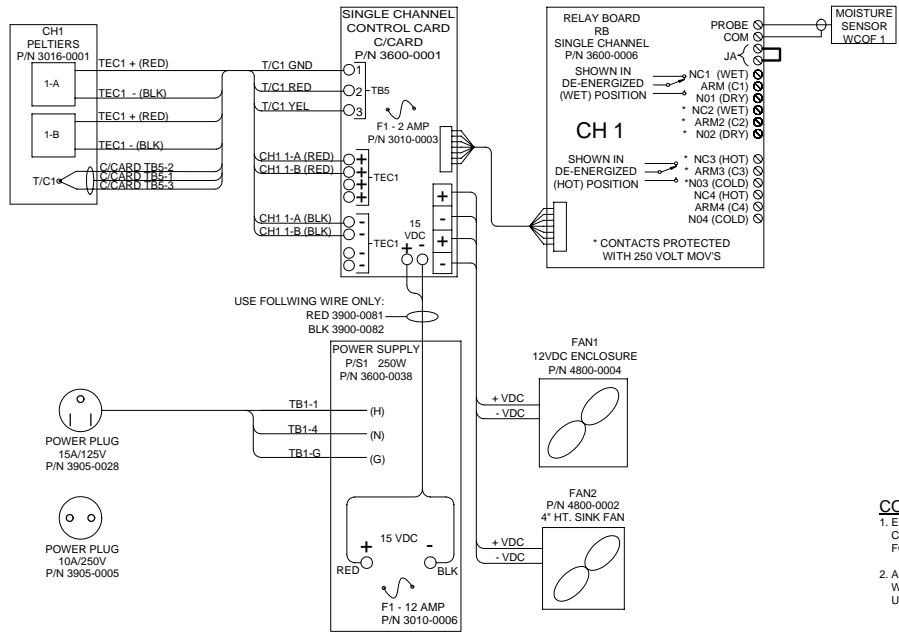 CH1
PELTIERS
P/N 3016-0001
1-A
1-B
TEC1 + (RED)
TEC1 - (BLK)
TEC1 + (RED)
TEC1 - (BLK)
T/C1
C/CARD TB5-2
C/CARD TB5-1
C/CARD TB5-3
SINGLE CHANNEL
CONTROL CARD
C/CARD
P/N 3600-0001
T/C1 GND
T/C1 RED
T/C1 YEL
1
2
3
TB5
F1 - 2 AMP
P/N 3010-0003
CH1 1-A (RED)
CH1 1-B (RED)
+
+
+
+
TEC1
CH1 1-A (BLK)
CH1 1-B (BLK)
-
-
-
-
TEC1
15
VDC
+ -
+
-
+
-
RELAY BOARD
RB
SINGLE CHANNEL
P/N 3600-0006
SHOWN IN
DE-ENERGIZED
(WET) POSITION
CH 1
SHOWN IN
DE-ENERGIZED
(HOT) POSITION
PROBE
COM
JA
NC1 (WET)
ARM (C1)
N01 (DRY)
* NC2 (WET)
* ARM2 (C2)
* N02 (DRY)
* NC3 (HOT)
* ARM3 (C3)
*N03 (COLD)
NC4 (HOT)
ARM4 (C4)
N04 (COLD)
* CONTACTS PROTECTED
WITH 250 VOLT MOV'S
MOISTURE
SENSOR
WCOF 1
USE FOLLWING WIRE ONLY:
RED 3900-0081
BLK 3900-0082
POWER SUPPLY
P/S1 250W
P/N 3600-0038
TB1-1
(H)
TB1-4
(N)
TB1-G
(G)
+ 15 VDC -
RED
BLK
F1 - 12 AMP
P/N 3010-0006
POWER PLUG
15A/125V
P/N 3905-0028
POWER PLUG
10A/250V
P/N 3905-0005
FAN1
12VDC ENCLOSURE
P/N 4800-0004
+ VDC
- VDC
FAN2
P/N 4800-0002
4" HT. SINK FAN
+ VDC
- VDC
1.
2.